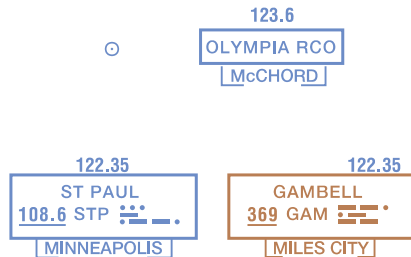 123.6
OLYMPIA RCO
McCHORD
122.35
ST PAUL
108.6 STP
MINNEAPOLIS
122.35
GAMBELL
369 GAM
MILES CITY